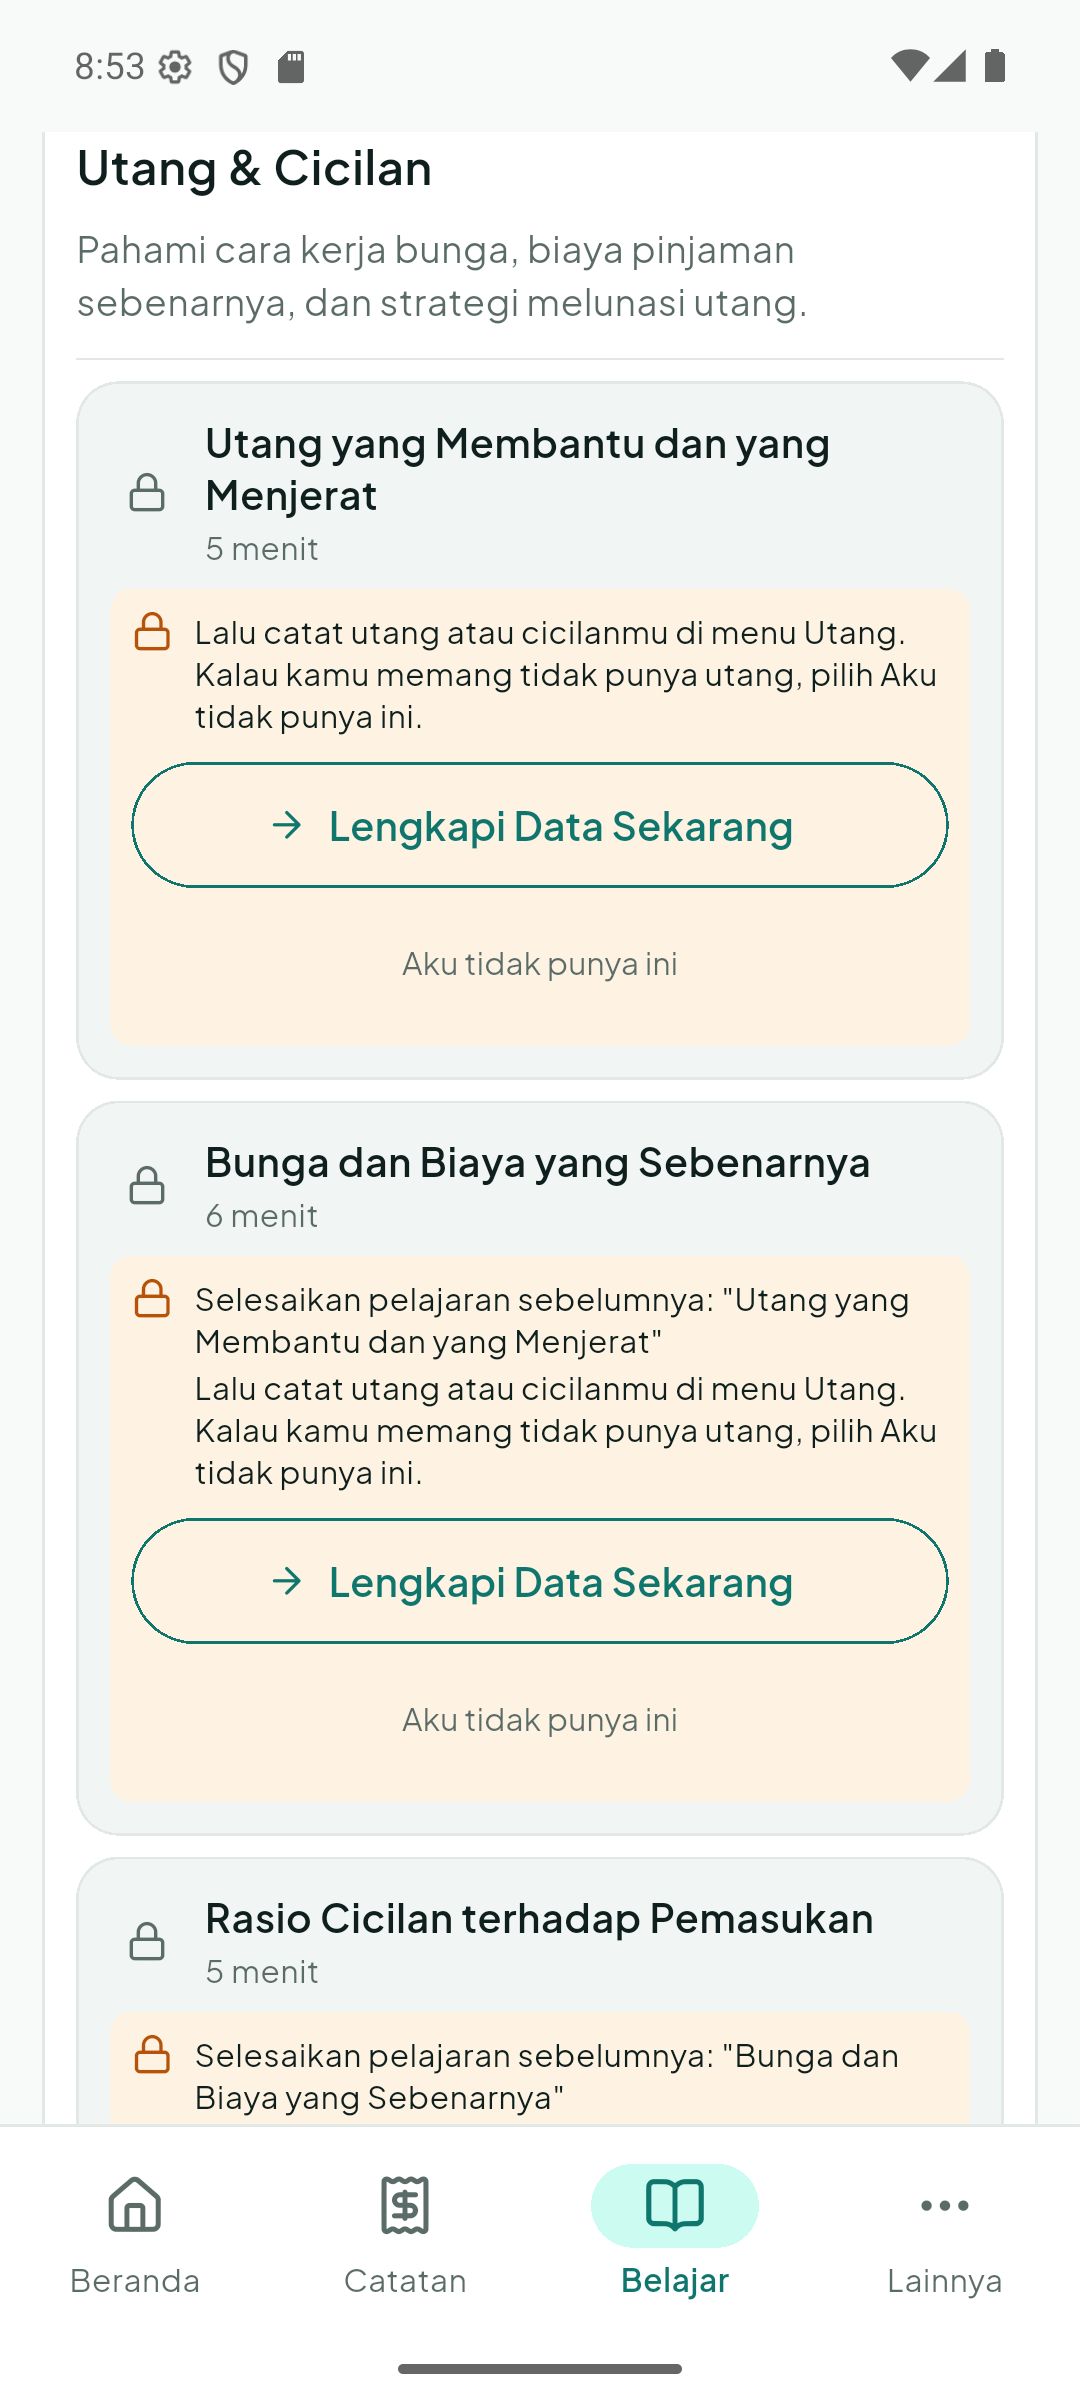 8:53
Utang & Cicilan
Pahami cara kerja bunga, biaya pinjaman
sebenarnya, dan strategi melunasi utang.
Utang yang Membantu dan yang
Menjerat
5 menit
Lalu catat utang atau cicilanmu di menu Utang.
Kalau kamu memang tidak punya utang, pilih Aku
tidak punya ini.
Lengkapi Data Sekarang
Aku tidak punya ini
Bunga dan Biaya yang Sebenarnya
6 menit
Selesaikan pelajaran sebelumnya: "Utang yang
Membantu dan yang Menjerat"
Lalu catat utang atau cicilanmu di menu Utang.
Kalau kamu memang tidak punya utang, pilih Aku
tidak punya ini.
Lengkapi Data Sekarang
Aku tidak punya ini
Rasio Cicilan terhadap Pemasukan
5 menit
Selesaikan pelajaran sebelumnya: "Bunga dan
Biaya yang Sebenarnya"
Beranda
Catatan
Belajar
Lainnya